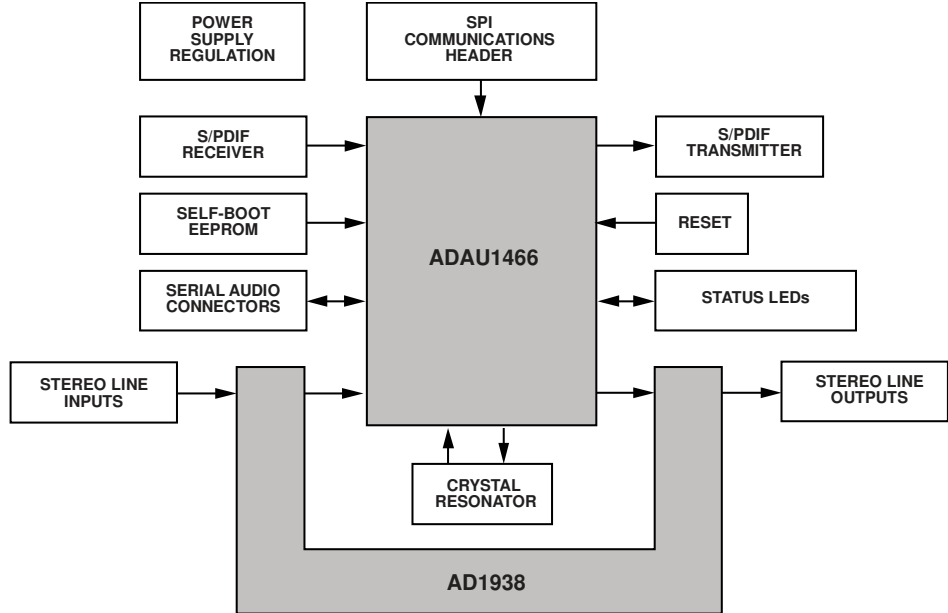 POWER
SUPPLY
REGULATION
SPI
COMMUNICATIONS
HEADER
S/PDIF
RECEIVER
S/PDIF
TRANSMITTER
SELF-BOOT
EEPROM
RESET
ADAU1466
SERIAL AUDIO
CONNECTORS
STATUS LEDs
STEREO LINE
INPUTS
STEREO LINE
OUTPUTS
CRYSTAL
RESONATOR
AD1938